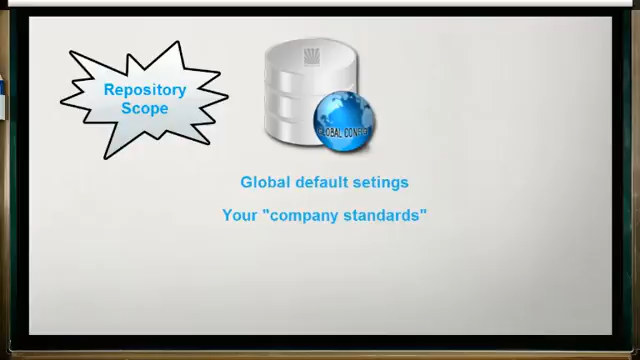 Repository
Scope
GLOBAL CONFIG
Global default setings
Your "company standards"